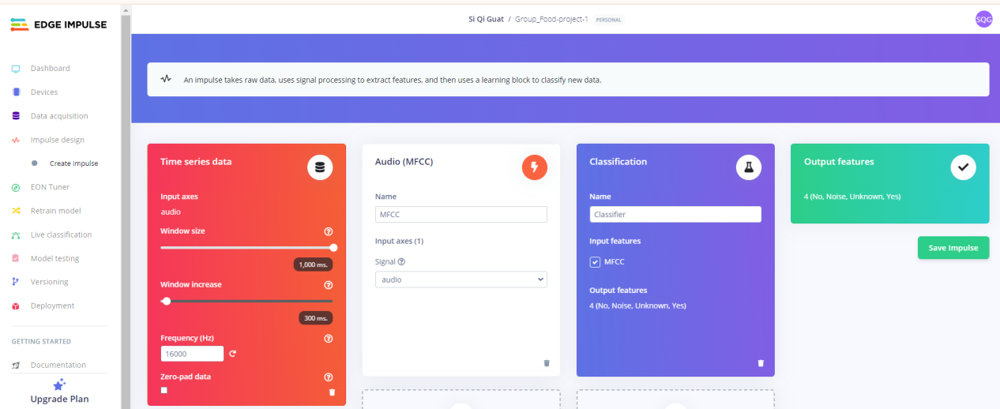 EDGE IMPULSE
Dashboard
Devices
Data acquisition
Impulse design
Create impulse
EON Tuner
Retrain model
Live classification
Model testing
Versioning
Deployment
GETTING STARTED
Documentation
Upgrade Plan
Si Qi Guat / Group_Food-project-1 PERSONAL
SQG
An impulse takes raw data, uses signal processing to extract features, and then uses a learning block to classify new data.
Time series data
Input axes
audio
Window size
1,000 ms.
Window increase
300 ms.
Frequency (Hz)
16000
Zero-pad data
Audio (MFCC)
Name
MFCC
Input axes (1)
Signal
audio
Classification
Name
Classifier
Input features
MFCC
Output features
4 (No, Noise, Unknown, Yes)
Output features
4 (No, Noise, Unknown, Yes)
Save Impulse